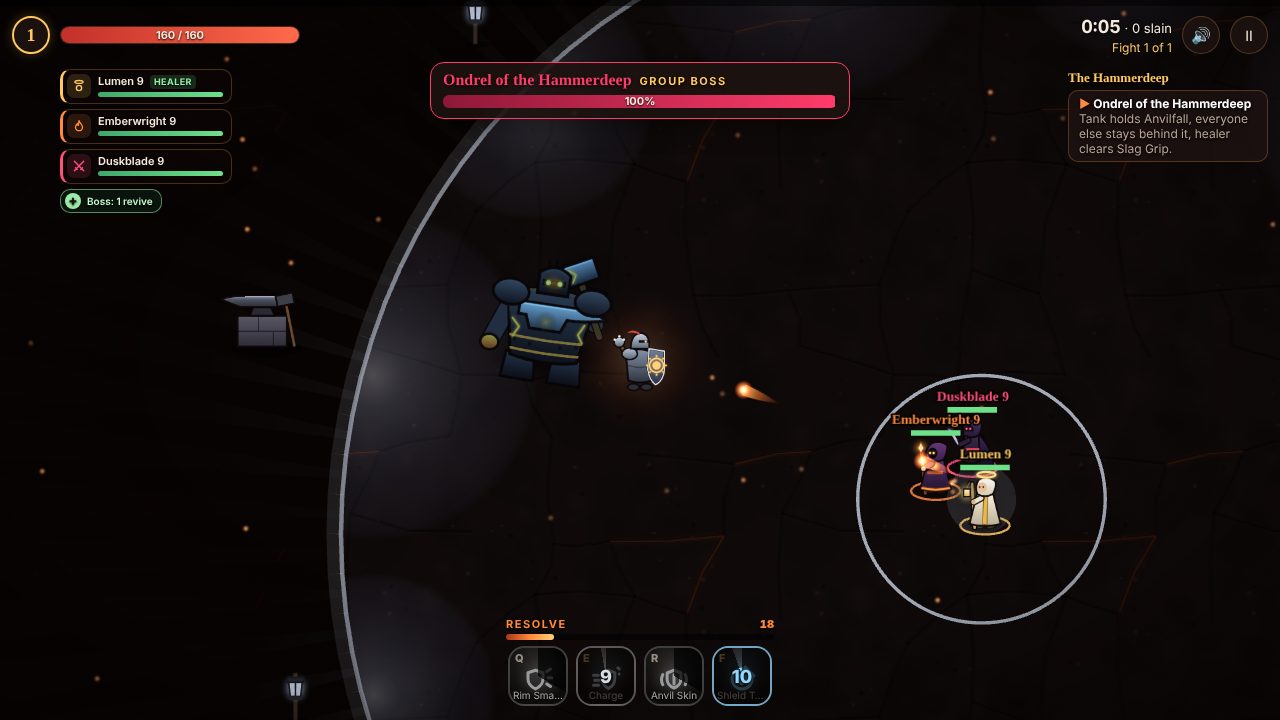 1
160 / 160
0:05 · 0 slain
Fight 1 of 1
Lumen 9 HEALER
Emberwright 9
Duskblade 9
Boss: 1 revive
Ondrel of the Hammerdeep GROUP BOSS
100%
The Hammerdeep
▶ Ondrel of the Hammerdeep
Tank holds Anvilfall, everyone
else stays behind it, healer
clears Slag Grip.
Duskblade 9
Emberwright 9
Lumen 9
RESOLVE 18
Q E R F
9 10
Rim Sma... Charge Anvil Skin Shield T...